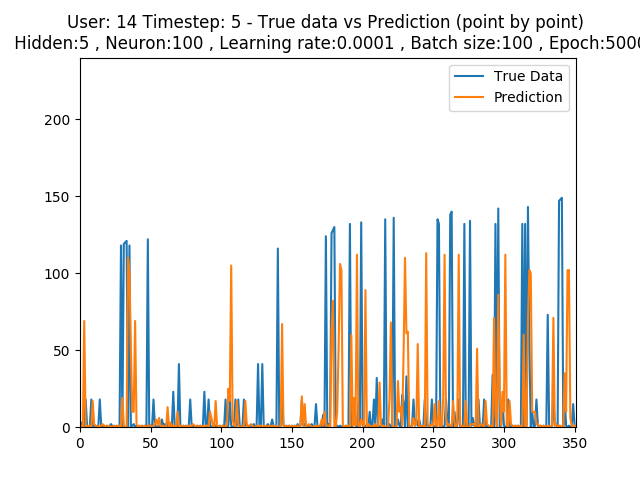 User: 14 Timestep: 5 - True data vs Prediction (point by point)
Hidden:5 , Neuron:100 , Learning rate:0.0001 , Batch size:100 , Epoch:5000
True Data
Prediction
200
150
100
50
0
0 50 100 150 200 250 300 350